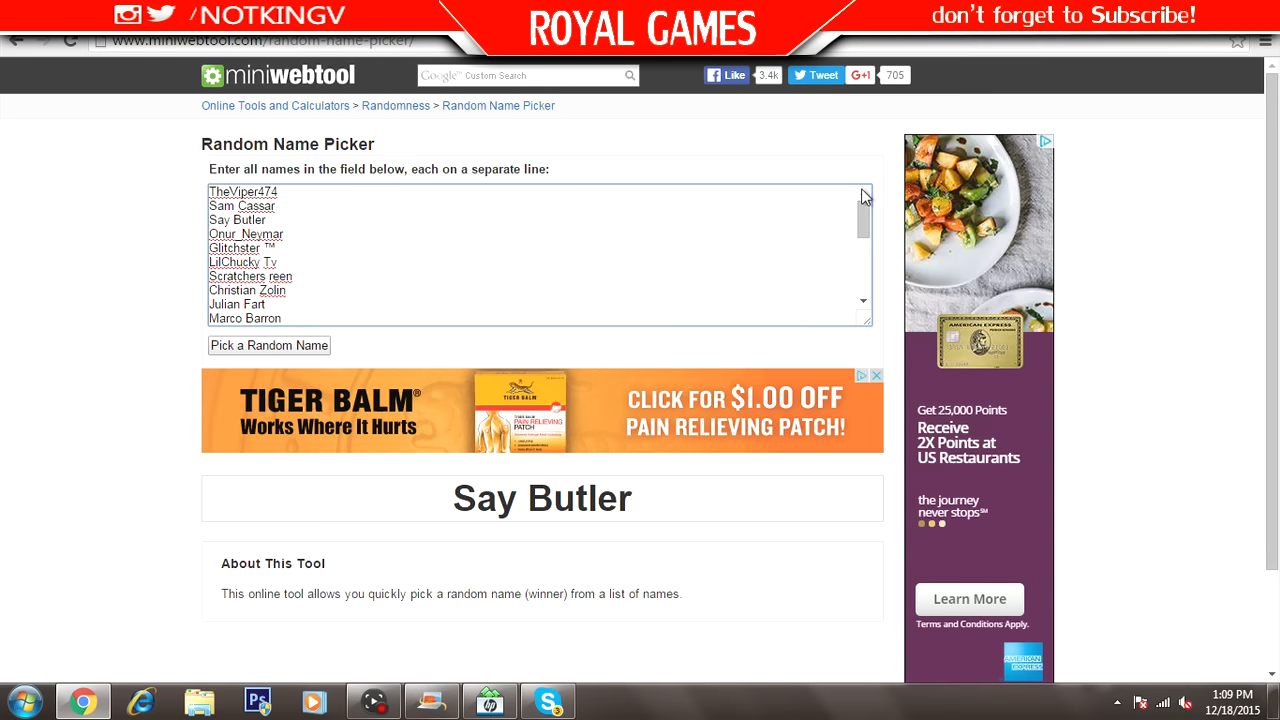 /NOTKINGV
ROYAL GAMES
don't forget to Subscribe!
www.miniwebtool.com/random-name-picker/
miniwebtool
Google™ Custom Search
Like 3.4k
Tweet
G+1 705
Online Tools and Calculators > Randomness > Random Name Picker
Random Name Picker
Enter all names in the field below, each on a separate line:
TheViper474
Sam Cassar
Say Butler
Onur_Neymar
Glitchster ™
LilChucky Tv
Scratchers reen
Christian Zolin
Julian Fart
Marco Barron
Pick a Random Name
TIGER BALM®
Works Where It Hurts
TIGER BALM
PAIN RELIEVING
PATCH
CLICK FOR $1.00 OFF
PAIN RELIEVING PATCH!
Say Butler
About This Tool
This online tool allows you quickly pick a random name (winner) from a list of names.
AMERICAN EXPRESS
Get 25,000 Points
Receive
2X Points at
US Restaurants
the journey
never stops℠
Learn More
Terms and Conditions Apply.
AMERICAN
EXPRESS
Ps
hp
S
3
1:09 PM
12/18/2015